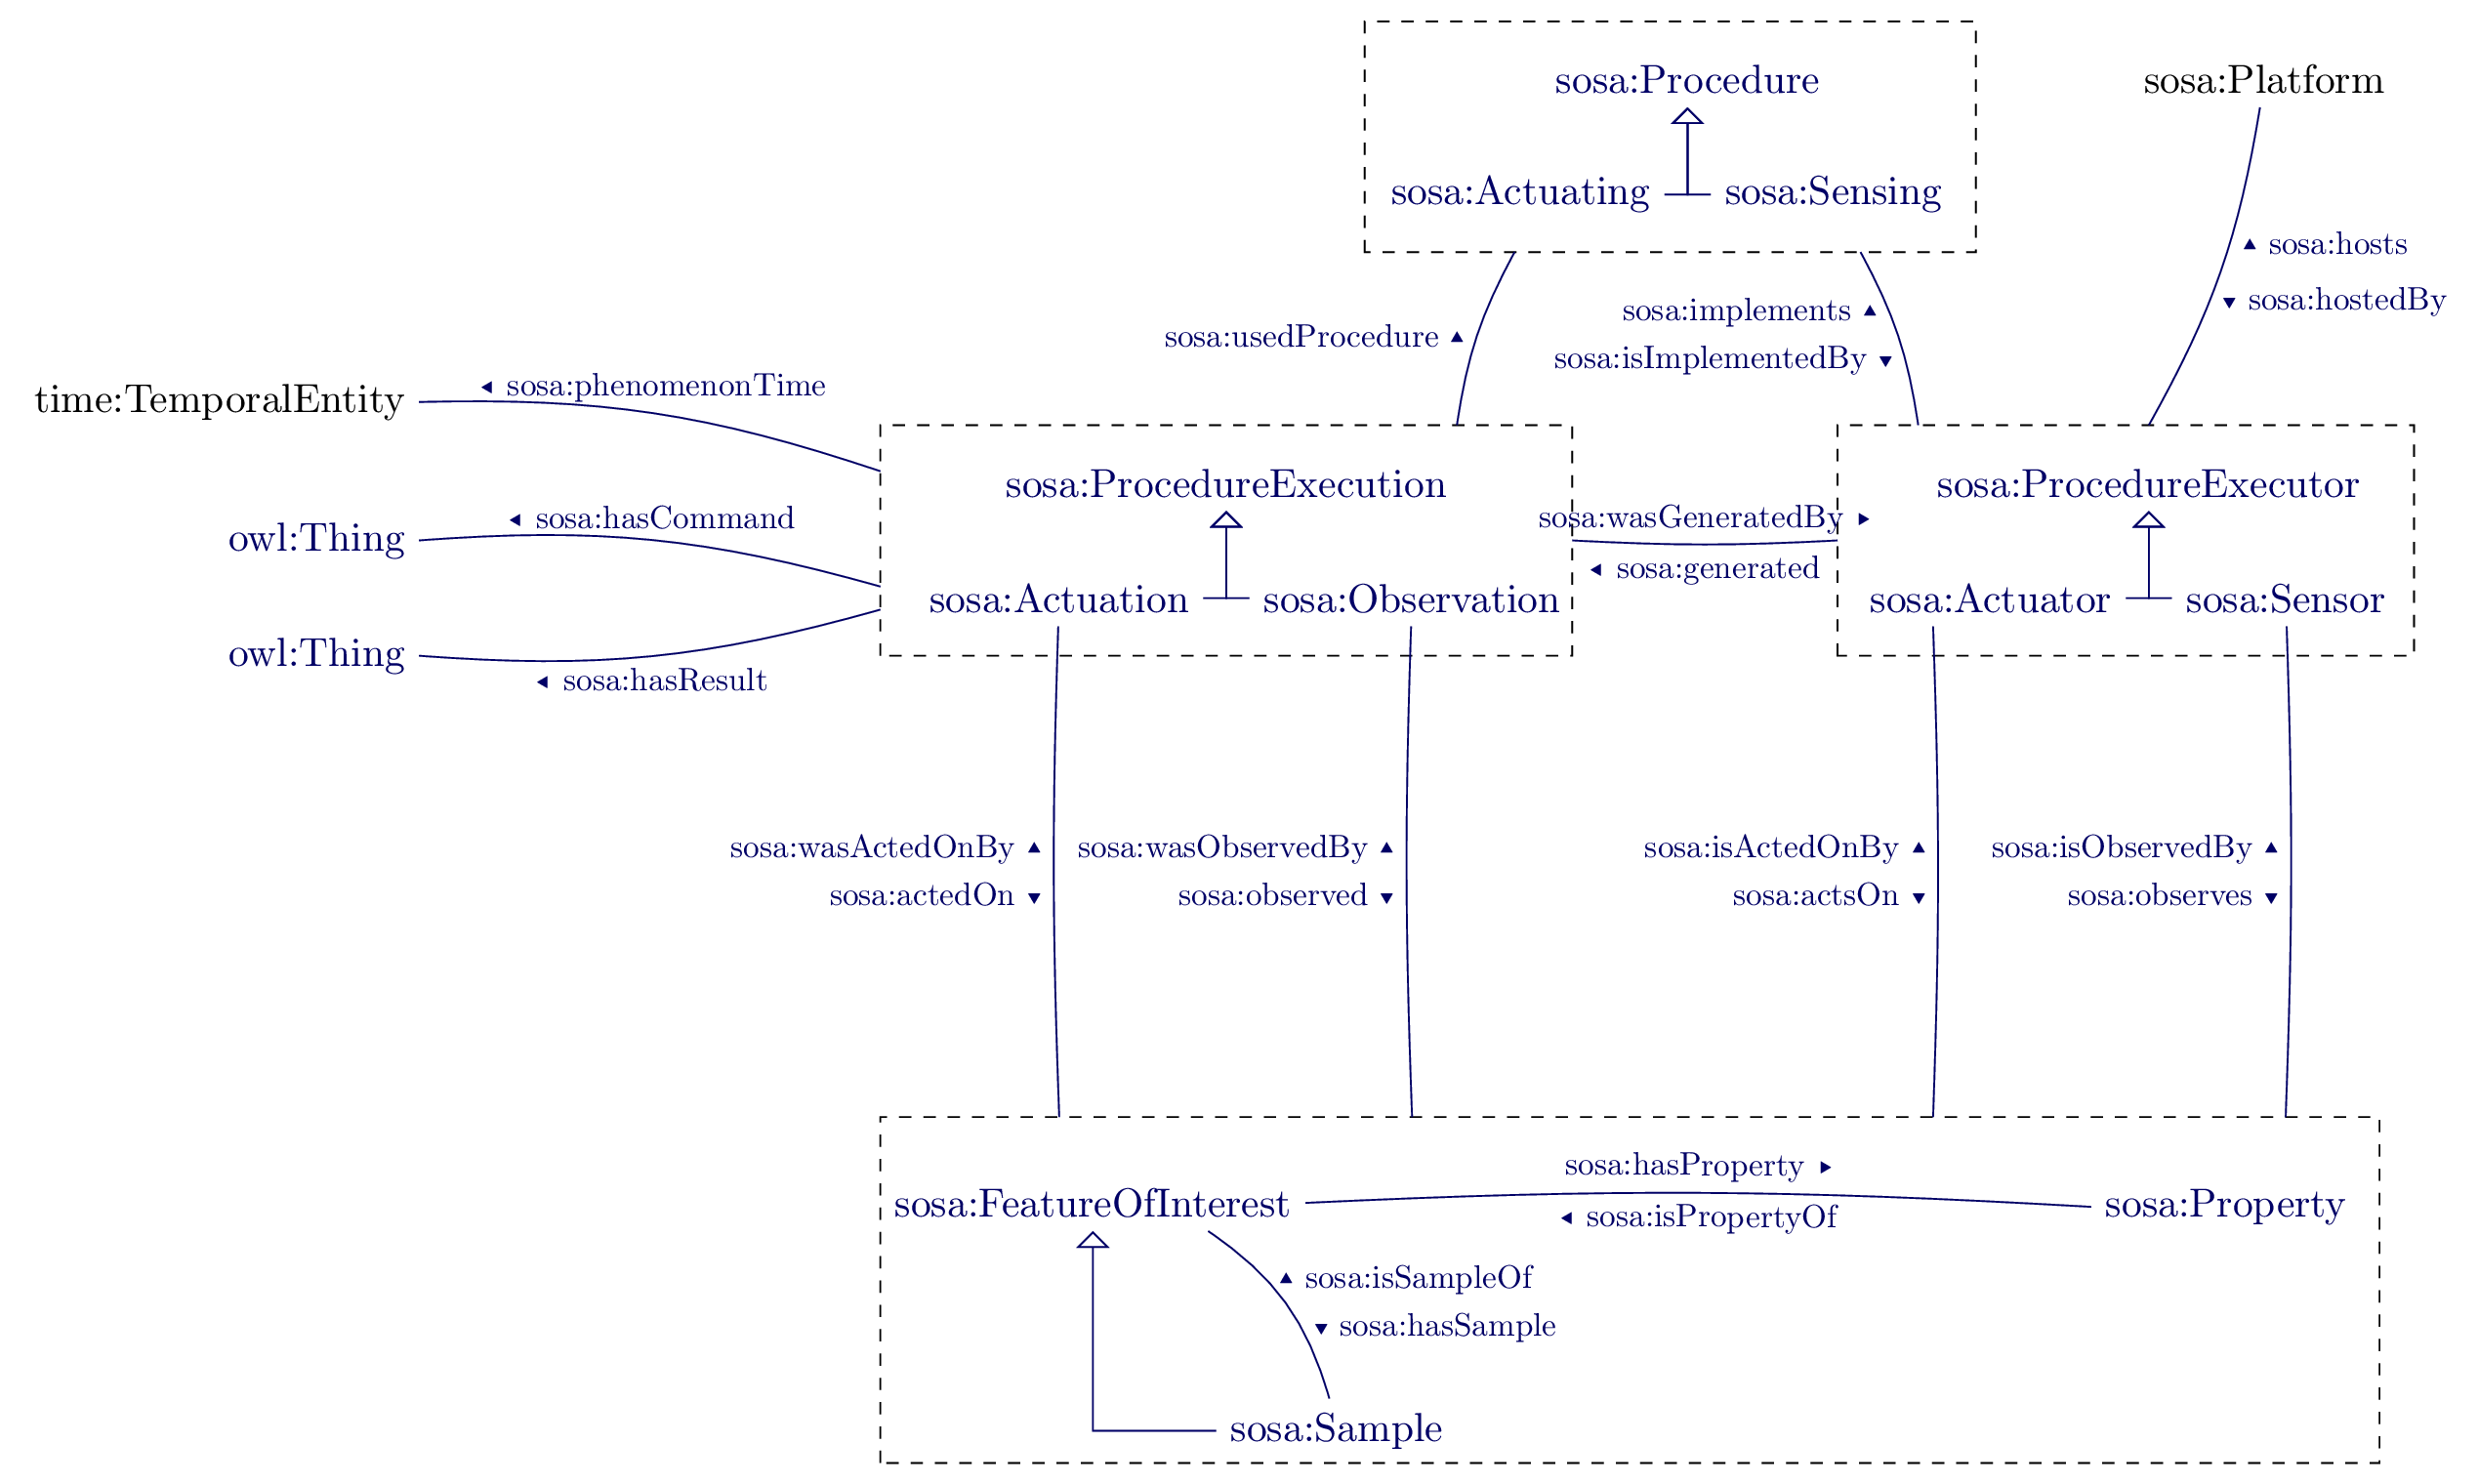 sosa:Procedure
sosa:Platform
sosa:Actuating
sosa:Sensing
▲ sosa:hosts
▼ sosa:hostedBy
sosa:implements ▲
sosa:usedProcedure ▲
sosa:isImplementedBy ▼
time:TemporalEntity
◀ sosa:phenomenonTime
sosa:ProcedureExecution
sosa:ProcedureExecutor
owl:Thing
◀ sosa:hasCommand
sosa:wasGeneratedBy ▶
◀ sosa:generated
sosa:Actuation
sosa:Observation
sosa:Actuator
sosa:Sensor
owl:Thing
◀ sosa:hasResult
sosa:wasActedOnBy ▲
sosa:actedOn ▼
sosa:wasObservedBy ▲
sosa:observed ▼
sosa:isActedOnBy ▲
sosa:actsOn ▼
sosa:isObservedBy ▲
sosa:observes ▼
sosa:hasProperty ▶
sosa:FeatureOfInterest
sosa:Property
◀ sosa:isPropertyOf
▲ sosa:isSampleOf
▼ sosa:hasSample
sosa:Sample